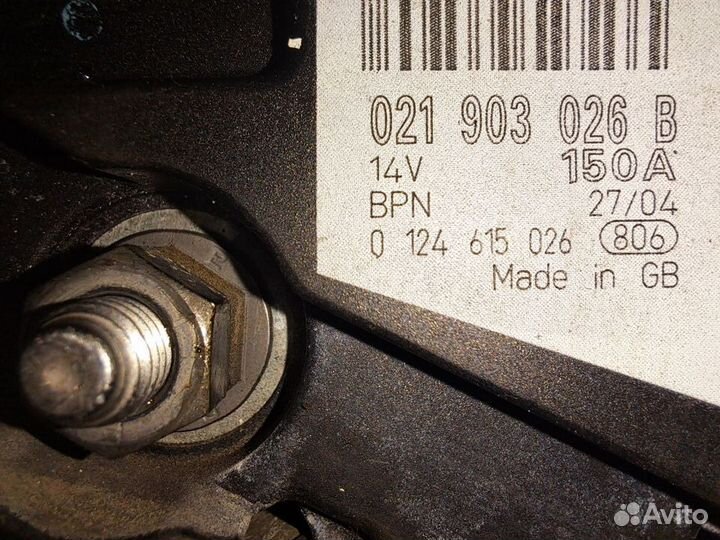 021 903 026 B
14V 150A
BPN 27/04
0 124 615 026 806
Made in GB
Avito